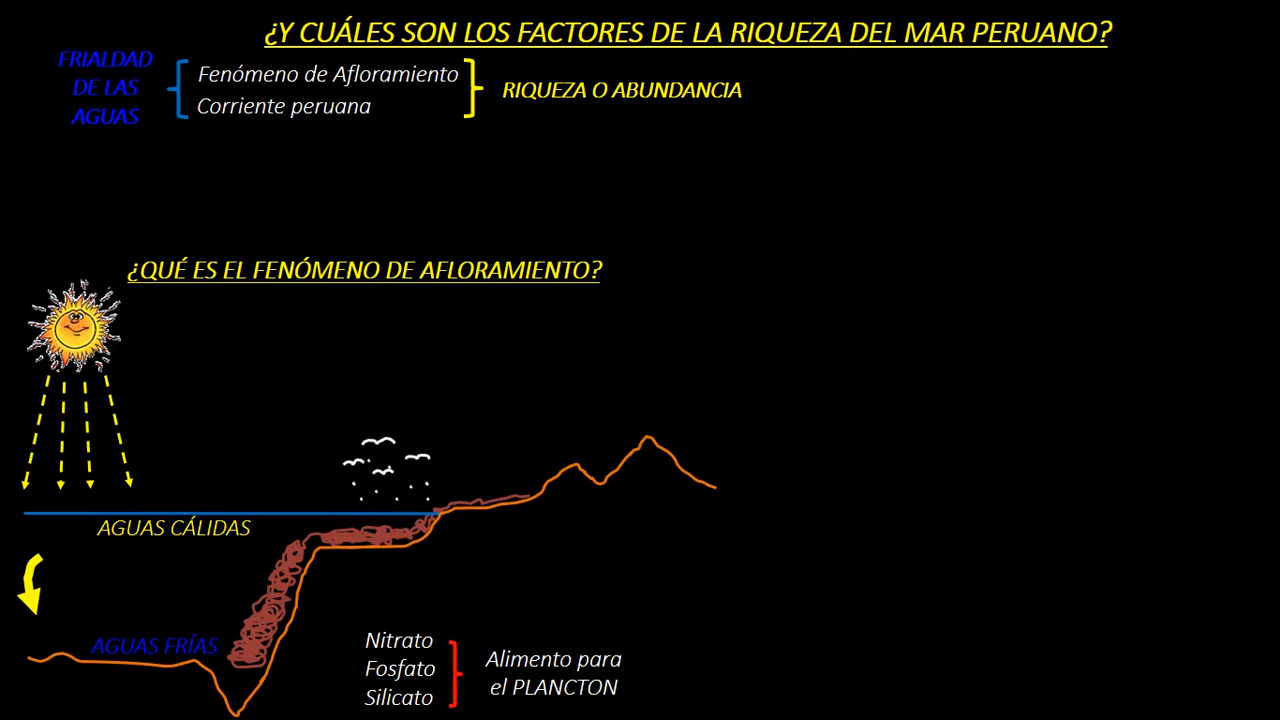 ¿Y CUÁLES SON LOS FACTORES DE LA RIQUEZA DEL MAR PERUANO?
FRIALDAD
DE LAS
AGUAS
Fenómeno de Afloramiento
Corriente peruana
RIQUEZA O ABUNDANCIA
¿QUÉ ES EL FENÓMENO DE AFLORAMIENTO?
AGUAS CÁLIDAS
AGUAS FRÍAS
Nitrato
Fosfato
Silicato
Alimento para
el PLANCTON